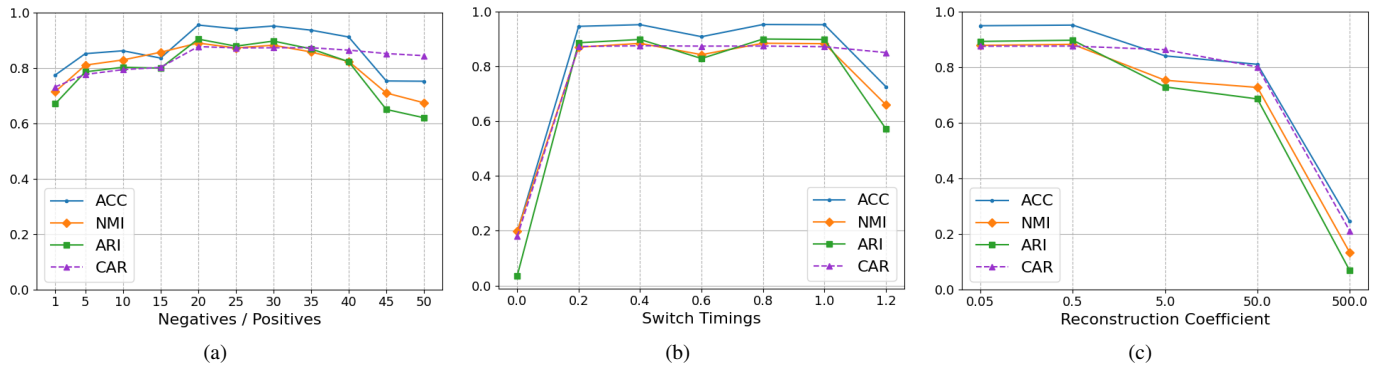 1.0
0.8
0.6
0.4
0.2
0.0
ACC
NMI
ARI
CAR
1 5 10 15 20 25 30 35 40 45 50
Negatives / Positives
(a)
1.0
0.8
0.6
0.4
0.2
0.0
ACC
NMI
ARI
CAR
0.0 0.2 0.4 0.6 0.8 1.0 1.2
Switch Timings
(b)
1.0
0.8
0.6
0.4
0.2
0.0
ACC
NMI
ARI
CAR
0.05 0.5 5.0 50.0 500.0
Reconstruction Coefficient
(c)